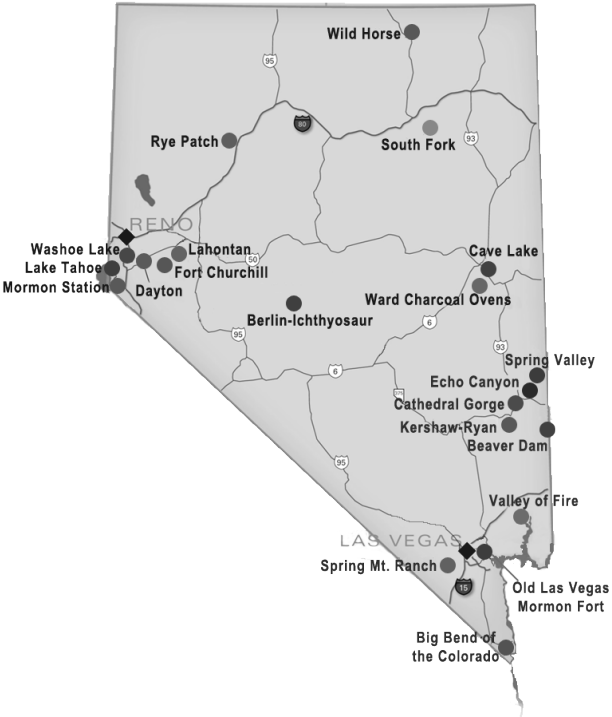 Wild Horse
95
80
Rye Patch
South Fork
93
RENO
Washoe Lake
Lahontan
Lake Tahoe
Fort Churchill
Mormon Station
Dayton
50
Cave Lake
Ward Charcoal Ovens
Berlin-Ichthyosaur
6
95
93
Spring Valley
6
Echo Canyon
375
Cathedral Gorge
Kershaw-Ryan
Beaver Dam
95
Valley of Fire
LAS VEGAS
Spring Mt. Ranch
15
Old Las Vegas
Mormon Fort
Big Bend of
the Colorado